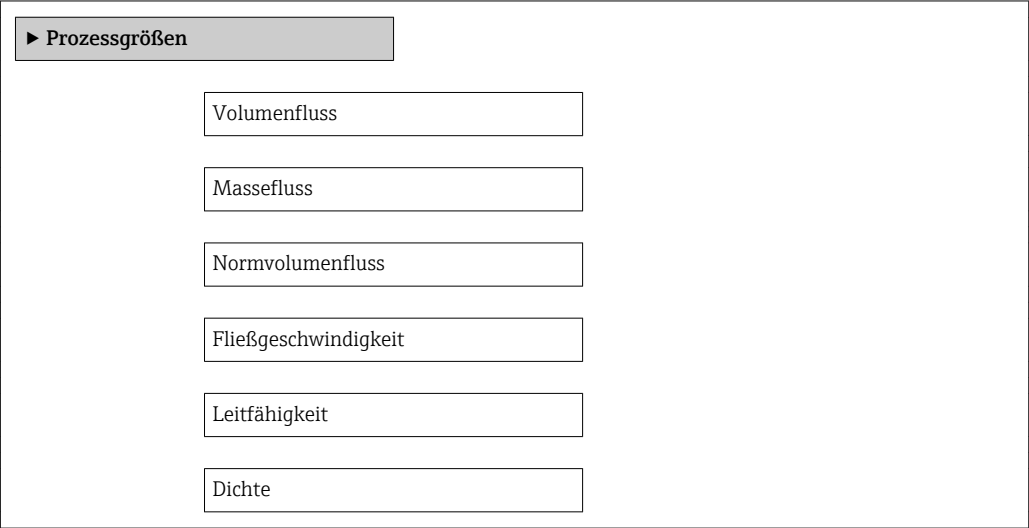 ► Prozessgrößen
Volumenfluss
Massefluss
Normvolumenfluss
Fließgeschwindigkeit
Leitfähigkeit
Dichte